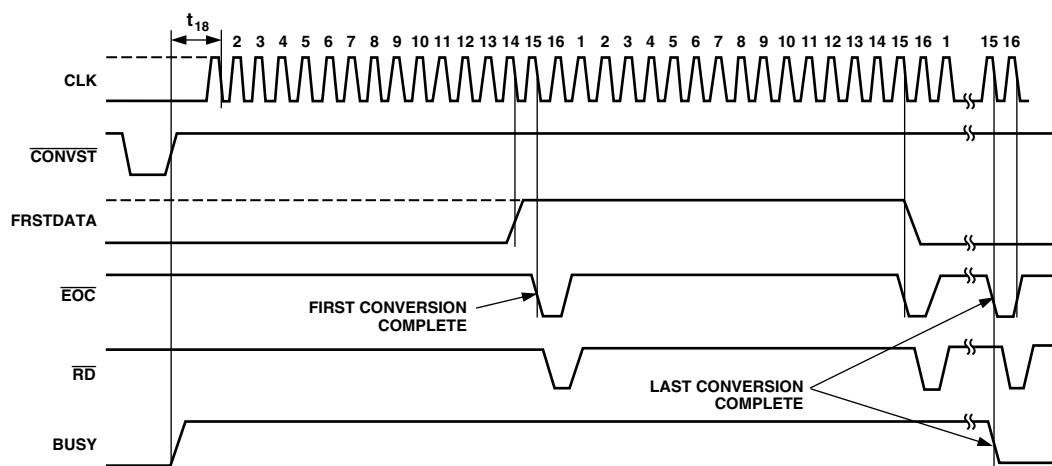 t18
2 3 4 5 6 7 8 9 10 11 12 13 14 15 16 1 2 3 4 5 6 7 8 9 10 11 12 13 14 15 16 1 15 16
CLK
CONVST
FRSTDATA
EOC
FIRST CONVERSION
COMPLETE
RD
LAST CONVERSION
COMPLETE
BUSY